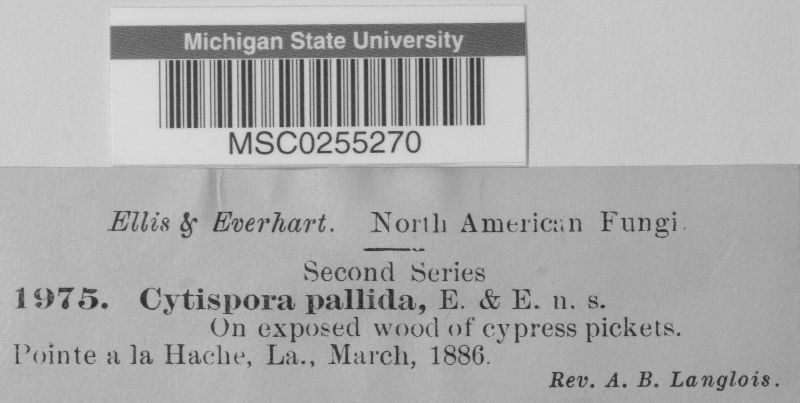 Michigan State University
MSC0255270
Ellis & Everhart. North American Fungi.
Second Series
1975. Cytispora pallida, E. & E. n. s.
On exposed wood of cypress pickets.
Pointe a la Hache, La., March, 1886.
Rev. A. B. Langlois.